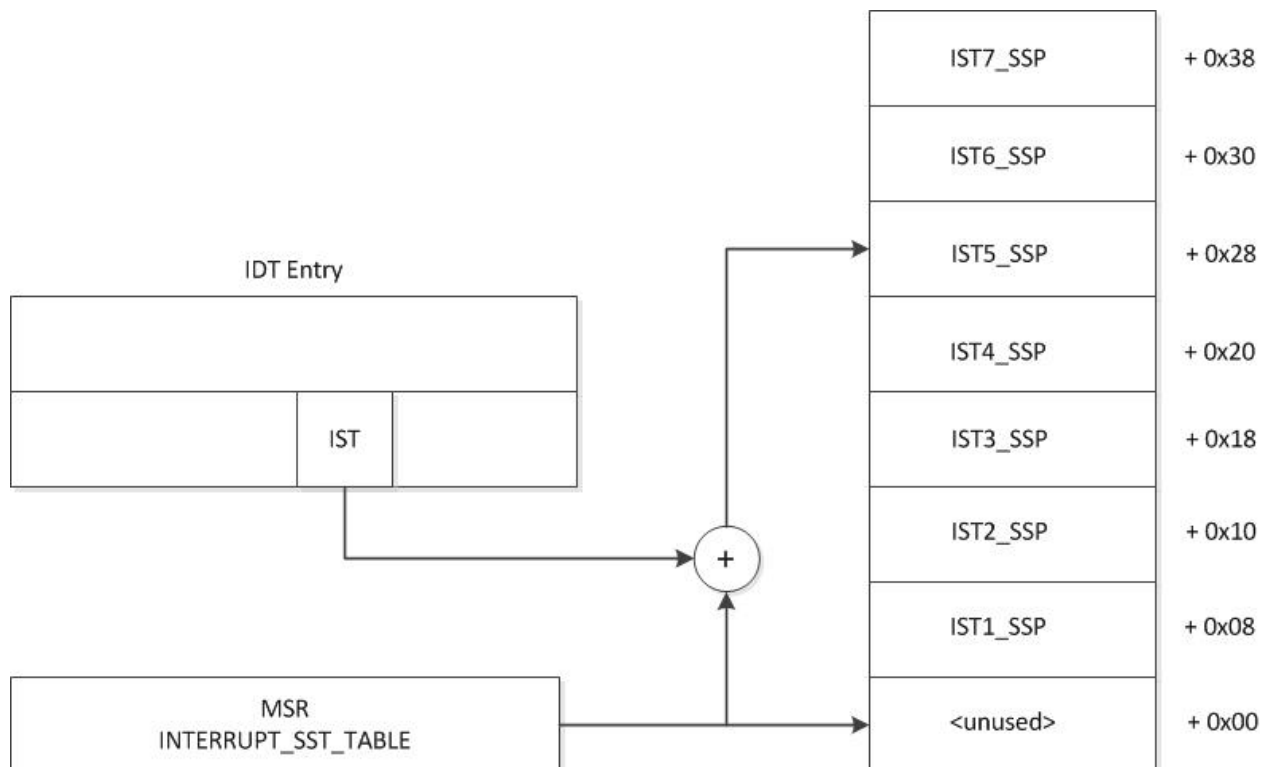 IST7_SSP + 0x38
IST6_SSP + 0x30
IST5_SSP + 0x28
IDT Entry
IST4_SSP + 0x20
IST
IST3_SSP + 0x18
IST2_SSP + 0x10
+
IST1_SSP + 0x08
MSR
INTERRUPT_SST_TABLE
<unused> + 0x00